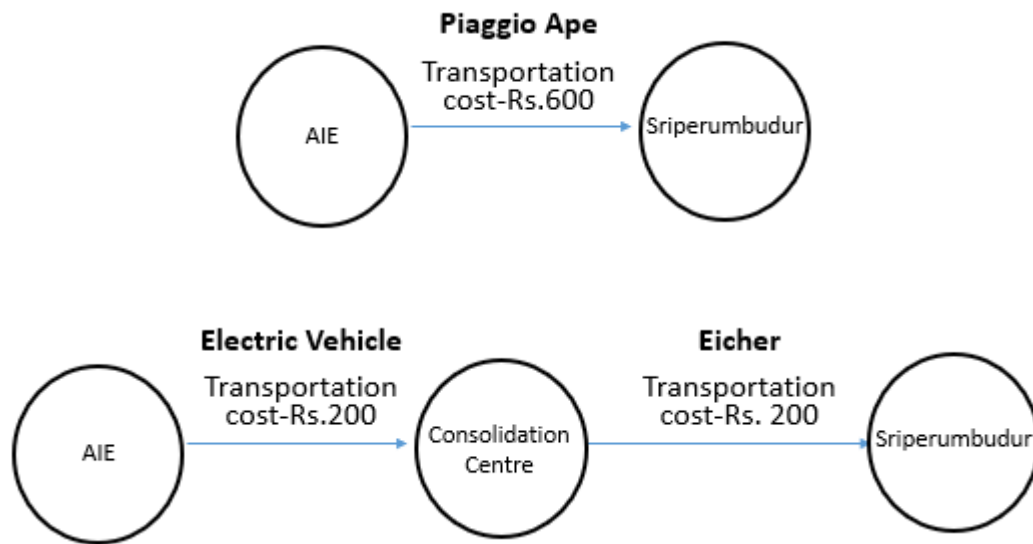 Piaggio Ape
Transportation
cost-Rs.600
AIE
Sriperumbudur
Electric Vehicle
Transportation
cost-Rs.200
Eicher
Transportation
cost-Rs. 200
AIE
Consolidation
Centre
Sriperumbudur